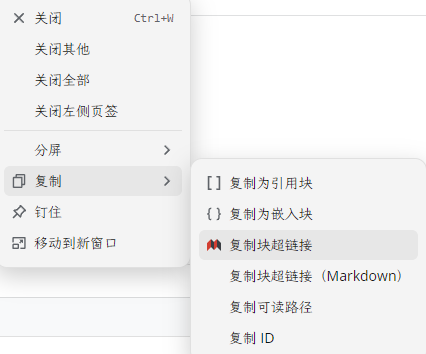 关闭 Ctrl+W
关闭其他
关闭全部
关闭左侧页签
分屏
复制
钉住
移动到新窗口
复制为引用块
复制为嵌入块
复制块超链接
复制块超链接（Markdown）
复制可读路径
复制 ID